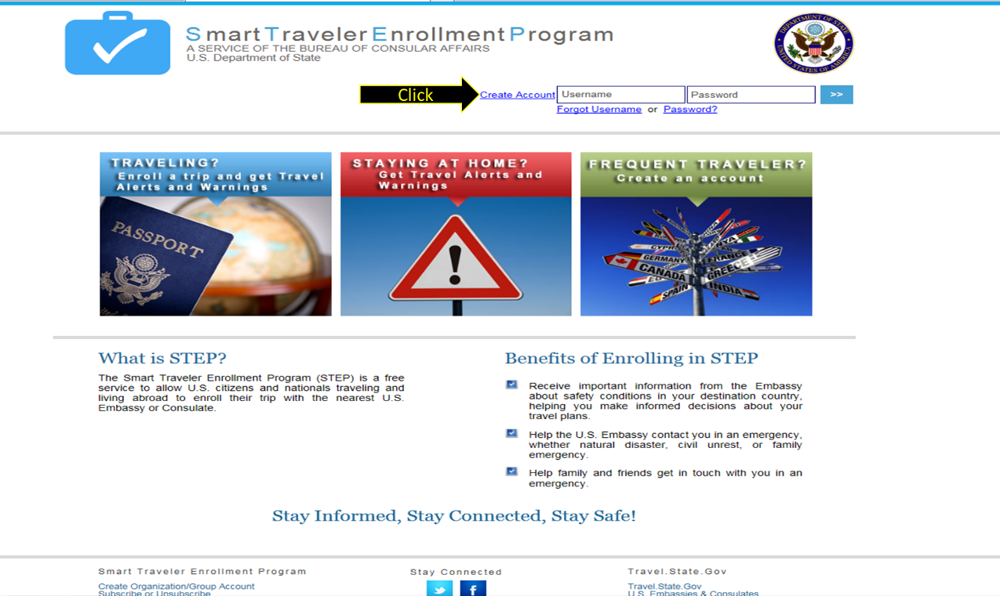 Smart Traveler Enrollment Program
A SERVICE OF THE BUREAU OF CONSULAR AFFAIRS
U.S. Department of State
DEPARTMENT OF STATE
UNITED STATES OF AMERICA
Click
Create Account
Username
Password
>>
Forgot Username or Password?
TRAVELING?
Enroll a trip and get Travel
Alerts and Warnings
PASSPORT
STAYING AT HOME?
Get Travel Alerts and
Warnings
!
FREQUENT TRAVELER?
Create an account
CYPRUS
GERMANY
FRANCE
CANADA
GREECE
SPAIN
INDIA
What is STEP?
The Smart Traveler Enrollment Program (STEP) is a free
service to allow U.S. citizens and nationals traveling and
living abroad to enroll their trip with the nearest U.S.
Embassy or Consulate.
Benefits of Enrolling in STEP
Receive important information from the Embassy
about safety conditions in your destination country,
helping you make informed decisions about your
travel plans.
Help the U.S. Embassy contact you in an emergency,
whether natural disaster, civil unrest, or family
emergency.
Help family and friends get in touch with you in an
emergency.
Stay Informed, Stay Connected, Stay Safe!
Smart Traveler Enrollment Program
Create Organization/Group Account
Subscribe or Unsubscribe
Stay Connected
f
Travel.State.Gov
Travel.State.Gov
U.S. Embassies & Consulates